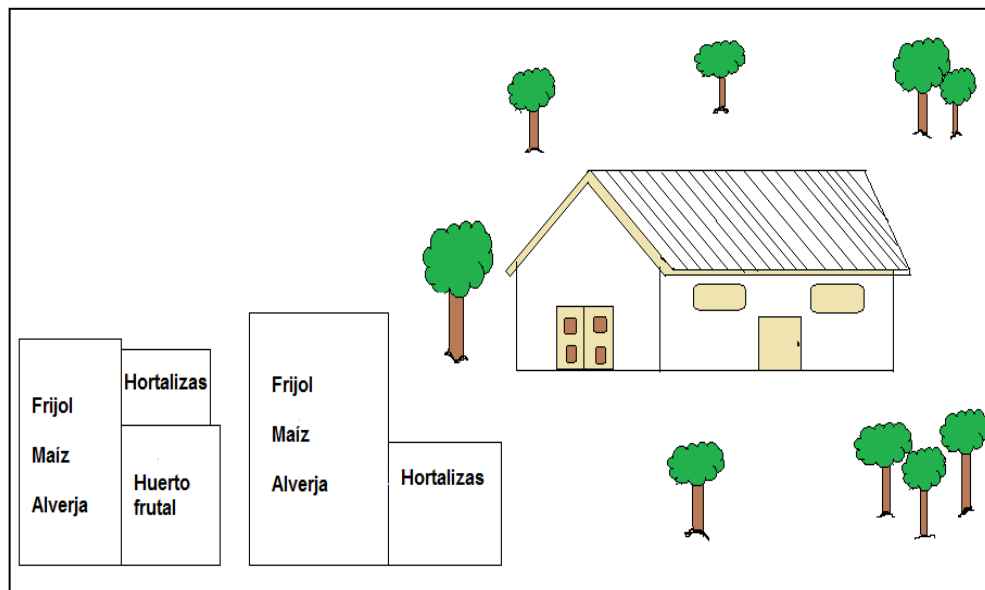 Frijol
Maíz
Alverja
Hortalizas
Huerto
frutal
Frijol
Maíz
Alverja
Hortalizas